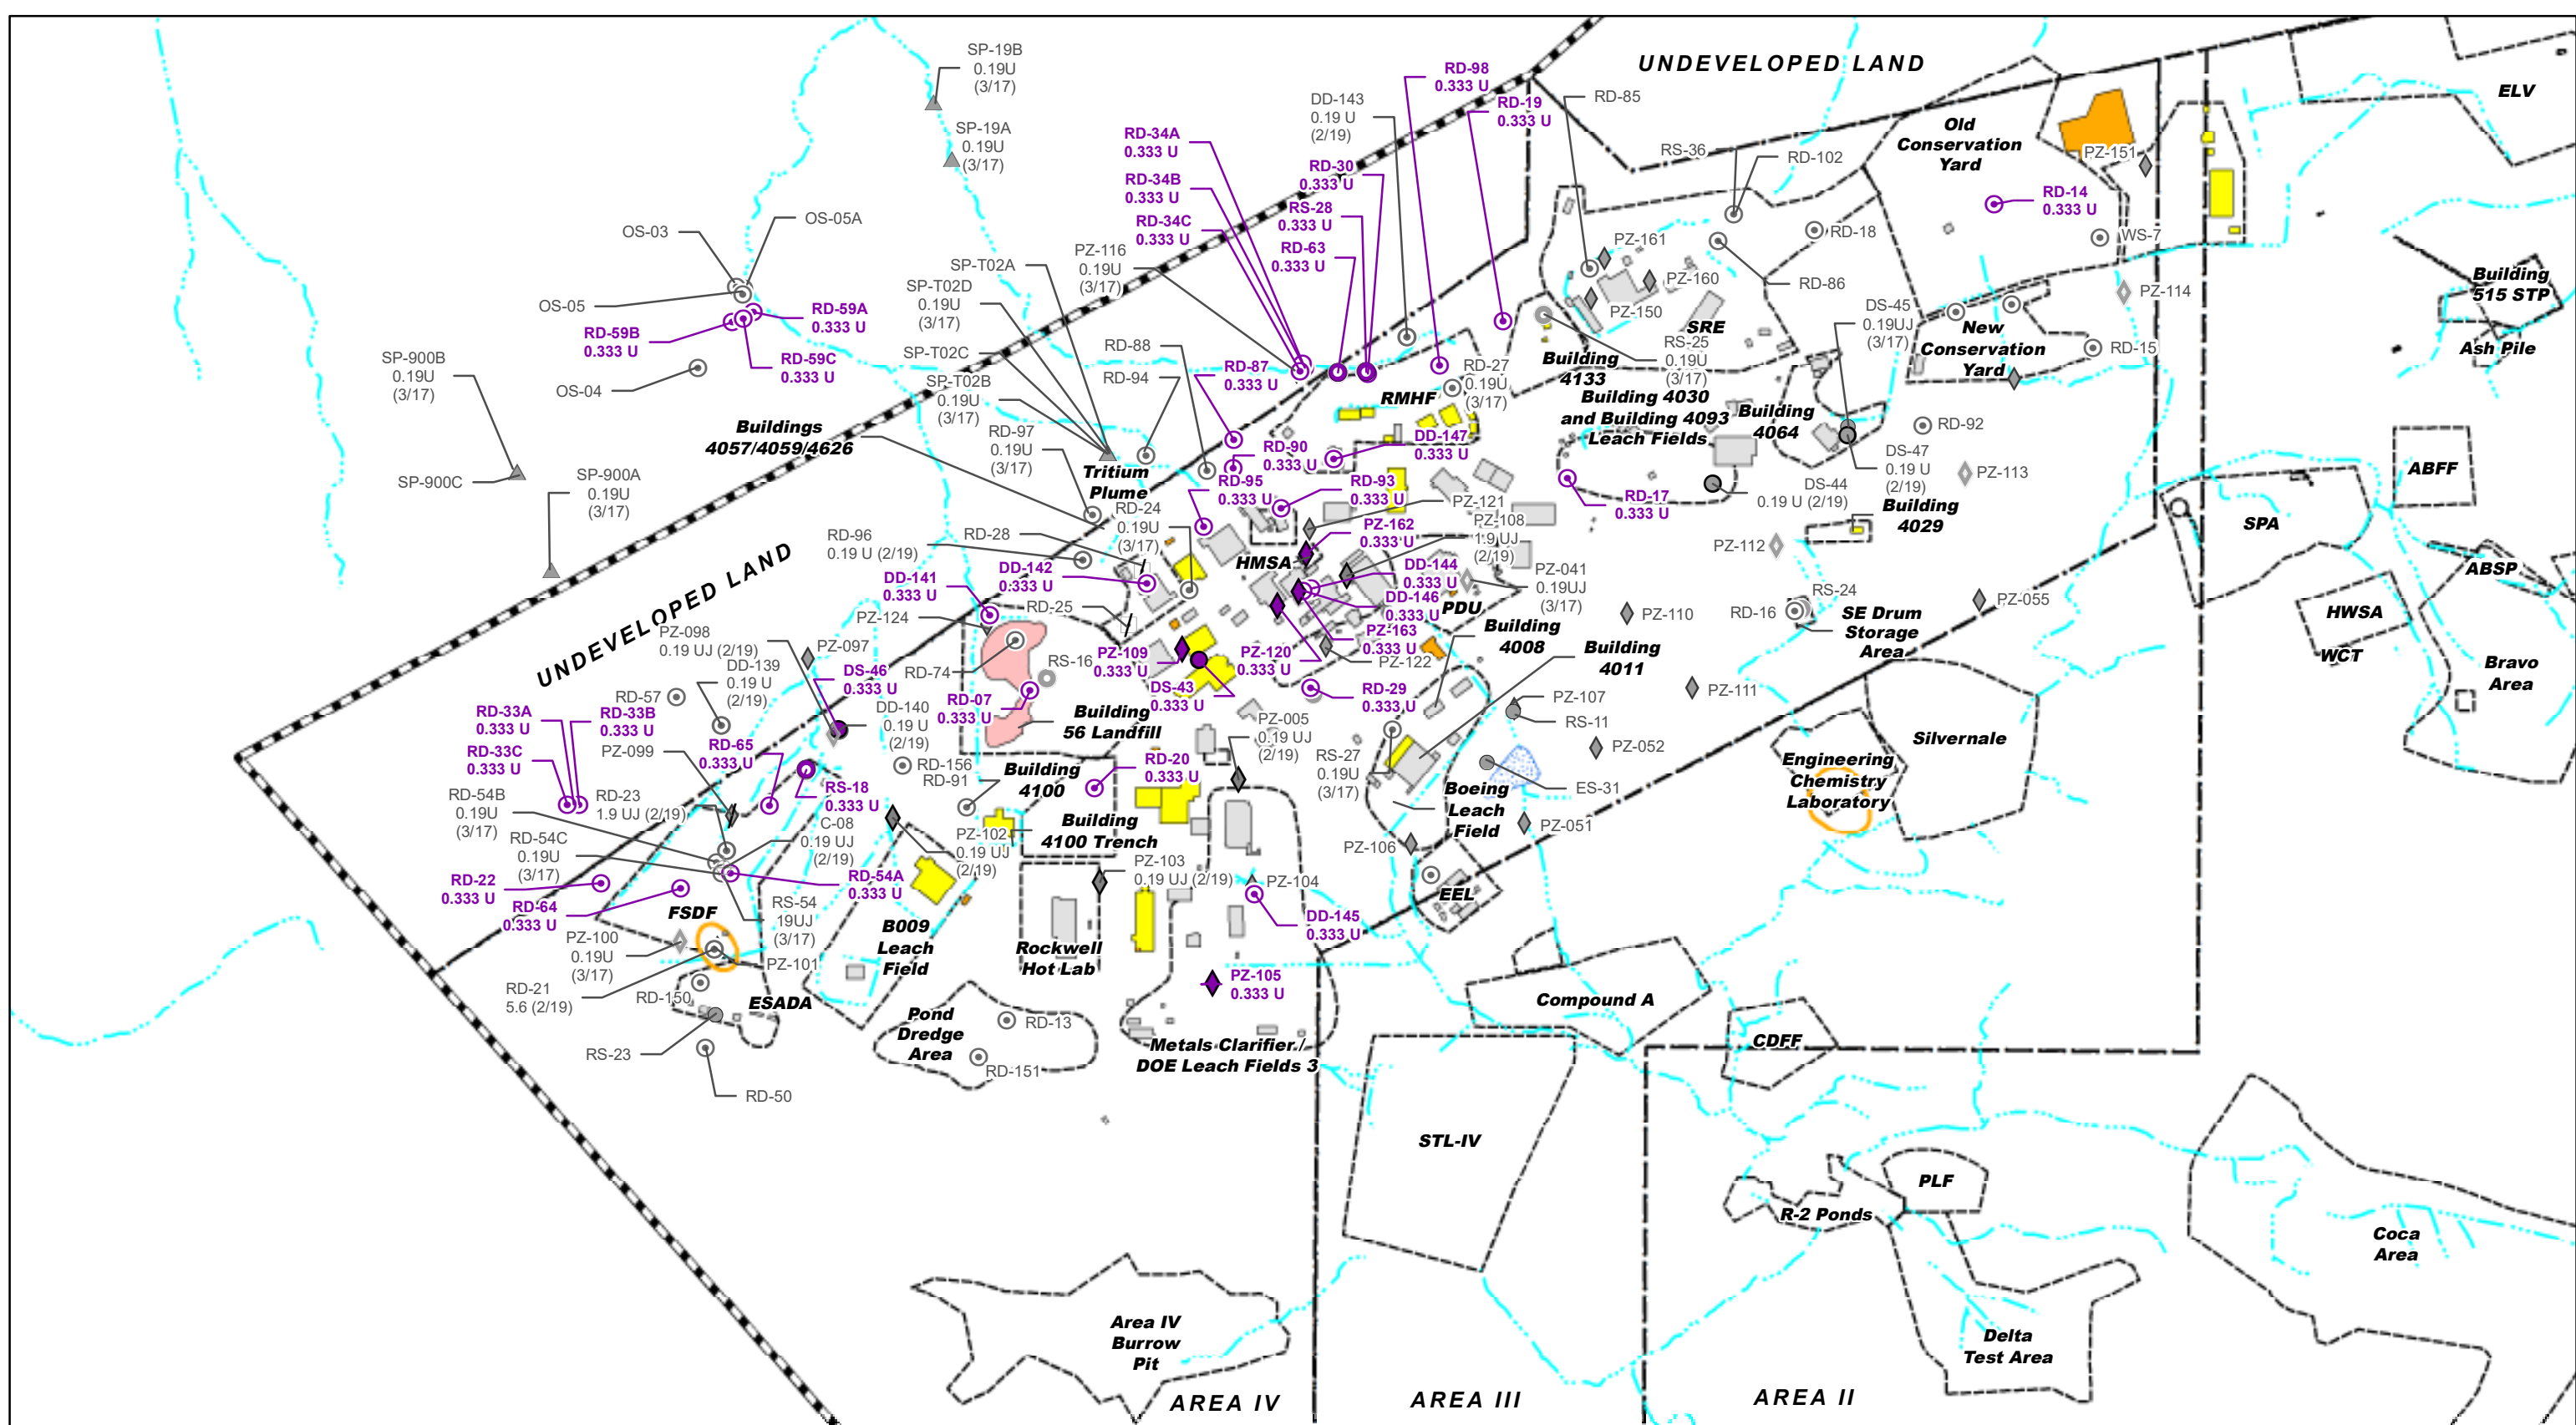 SP-19B
0.19U
(3/17)
SP-19A
0.19U
(3/17)
UNDEVELOPED LAND
RD-98
0.333 U
RD-19
0.333 U
DD-143
0.19 U
(2/19)
RD-85
ELV
Old
Conservation
Yard
PZ-151
RS-36
RD-102
RD-34A
0.333 U
RD-34B
0.333 U
RD-34C
0.333 U
RD-30
0.333 U
RS-28
0.333 U
RD-63
0.333 U
RD-14
0.333 U
WS-7
RD-18
PZ-161
PZ-160
PZ-150
RD-86
SRE
OS-03
OS-05A
OS-05
RD-59A
0.333 U
RD-59B
0.333 U
RD-59C
0.333 U
OS-04
SP-T02A
SP-T02D
0.19U
(3/17)
SP-T02C
SP-T02B
0.19U
(3/17)
PZ-116
0.19U
(3/17)
RD-88
RD-94
RD-87
0.333 U
RD-97
0.19U
(3/17)
RMHF
RD-27
0.19U
(3/17)
Building
4133
RS-25
0.19U
(3/17)
DS-45
0.19UJ
(3/17)
New
Conservation
Yard
PZ-114
RD-15
Building
515 STP
Ash Pile
SP-900B
0.19U
(3/17)
SP-900C
SP-900A
0.19U
(3/17)
Buildings
4057/4059/4626
Tritium
Plume
RD-90
0.333 U
DD-147
0.333 U
Building 4030
and Building 4093
Leach Fields
Building
4064
RD-92
DS-47
0.19 U
(2/19)
PZ-113
DS-44
0.19 U (2/19)
Building
4029
ABFF
SPA
RD-95
0.333 U
RD-93
0.333 U
RD-17
0.333 U
RD-24
0.19U
(3/17)
PZ-121
PZ-108
1.9 UJ
(2/19)
PZ-162
0.333 U
HMSA
RD-96
0.19 U (2/19)
RD-28
DD-142
0.333 U
DD-141
0.333 U
PZ-124
RD-25
DD-144
0.333 U
DD-146
0.333 U
PDU
PZ-041
0.19UJ
(3/17)
PZ-112
PZ-110
RS-24
RD-16
SE Drum
Storage
Area
PZ-055
ABSP
HWSA
WCT
Bravo
Area
UNDEVELOPED LAND
PZ-098
0.19 UJ (2/19)
PZ-097
DD-139
0.19 U
(2/19)
DS-46
0.333 U
RD-57
RD-74
RS-16
RD-07
0.333 U
PZ-109
0.333 U
PZ-120
0.333 U
PZ-163
0.333 U
PZ-122
DS-43
0.333 U
RD-29
0.333 U
Building
4008
Building
4011
PZ-107
RS-11
PZ-111
PZ-052
RD-33A
0.333 U
RD-33B
0.333 U
RD-33C
0.333 U
PZ-099
RD-65
0.333 U
DD-140
0.19 U
(2/19)
Building
56 Landfill
PZ-005
0.19 UJ
(2/19)
RS-27
0.19U
(3/17)
ES-31
Boeing
Leach
Field
Engineering
Chemistry
Laboratory
Silvernale
RD-156
RD-91
Building
4100
RD-20
0.333 U
RD-54B
0.19U
(3/17)
RD-23
1.9 UJ (2/19)
RS-18
0.333 U
C-08
0.19 UJ
(2/19)
PZ-102
0.19 UJ
(2/19)
Building
4100 Trench
PZ-106
PZ-051
RD-54C
0.19U
(3/17)
RD-22
0.333 U
RD-64
0.333 U
RD-54A
0.333 U
PZ-103
0.19 UJ (2/19)
PZ-104
EEL
FSDF
RS-54
19UJ
(3/17)
B009
Leach
Field
Rockwell
Hot Lab
DD-145
0.333 U
PZ-100
0.19U
(3/17)
PZ-101
RD-21
5.6 (2/19)
RD-150
ESADA
PZ-105
0.333 U
Compound A
Pond
Dredge
Area
RD-13
RD-151
Metals Clarifier /
DOE Leach Fields 3
CDFF
RS-23
RD-50
STL-IV
PLF
R-2 Ponds
Coca
Area
Area IV
Burrow
Pit
Delta
Test Area
AREA IV
AREA III
AREA II